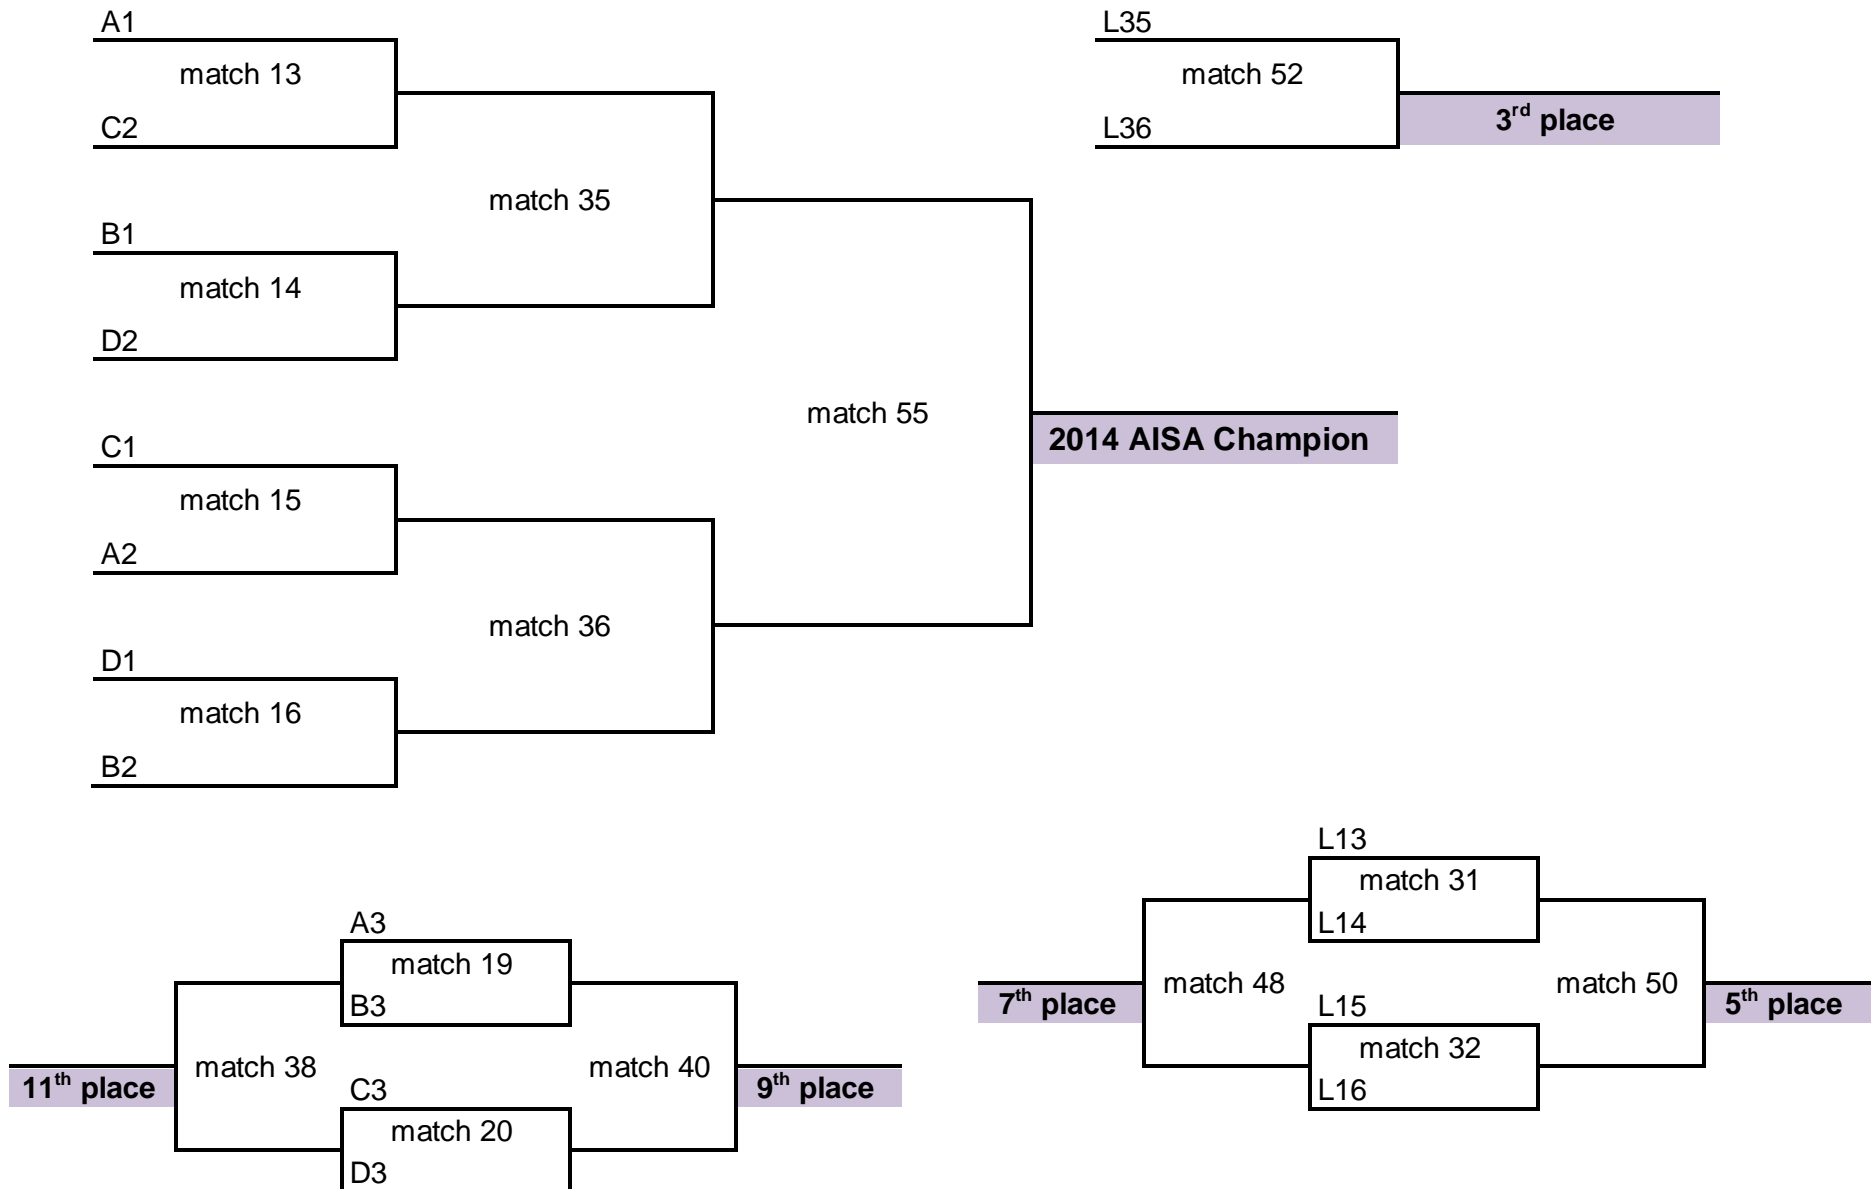 A1
match 13
C2
B1
match 14
D2
C1
match 15
A2
D1
match 16
B2
match 35
match 36
match 55
2014 AISA Champion
L35
match 52
L36
3rd place
A3
match 19
B3
match 38
match 40
11th place
9th place
C3
match 20
D3
L13
match 31
L14
match 48
match 50
7th place
5th place
L15
match 32
L16